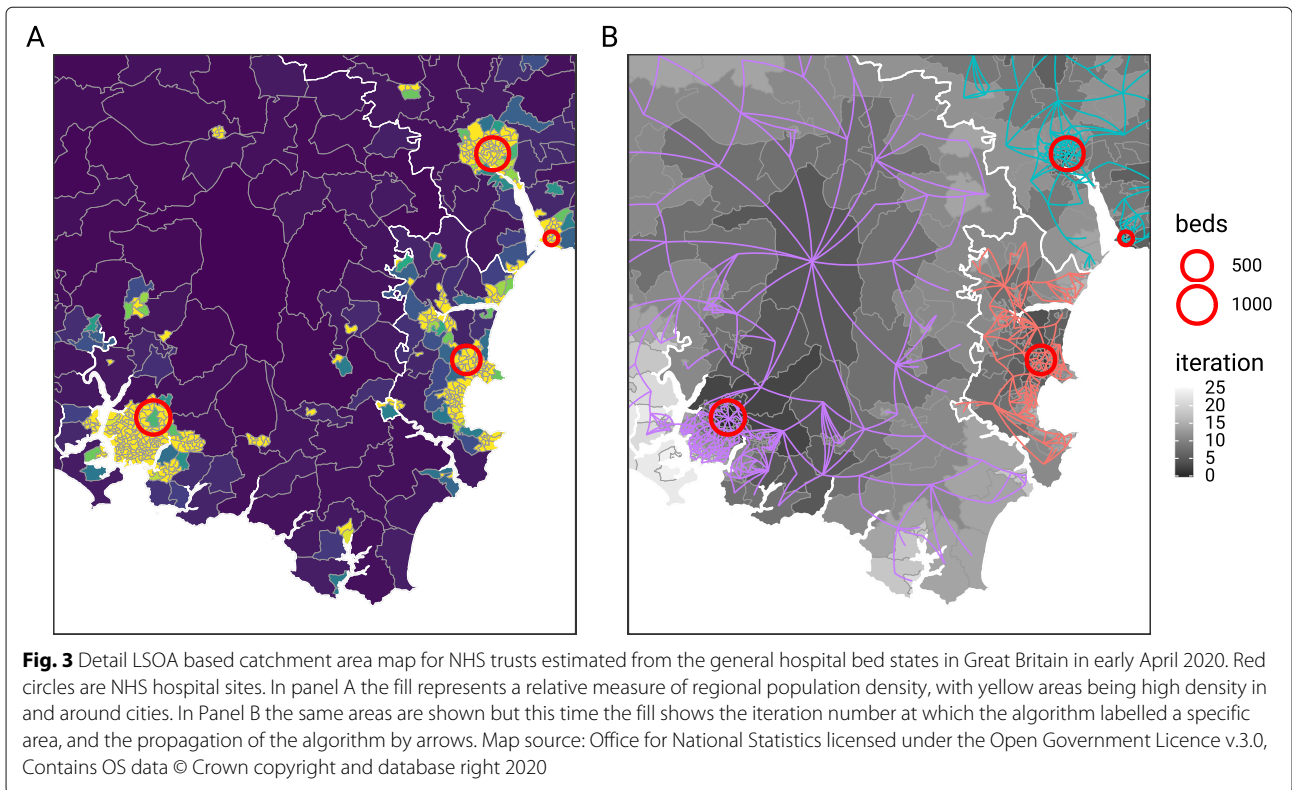 A
B
beds
500
1000
iteration
25
20
15
10
5
0
Fig. 3 Detail LSOA based catchment area map for NHS trusts estimated from the general hospital bed states in Great Britain in early April 2020. Red
circles are NHS hospital sites. In panel A the fill represents a relative measure of regional population density, with yellow areas being high density in
and around cities. In Panel B the same areas are shown but this time the fill shows the iteration number at which the algorithm labelled a specific
area, and the propagation of the algorithm by arrows. Map source: Office for National Statistics licensed under the Open Government Licence v.3.0,
Contains OS data © Crown copyright and database right 2020